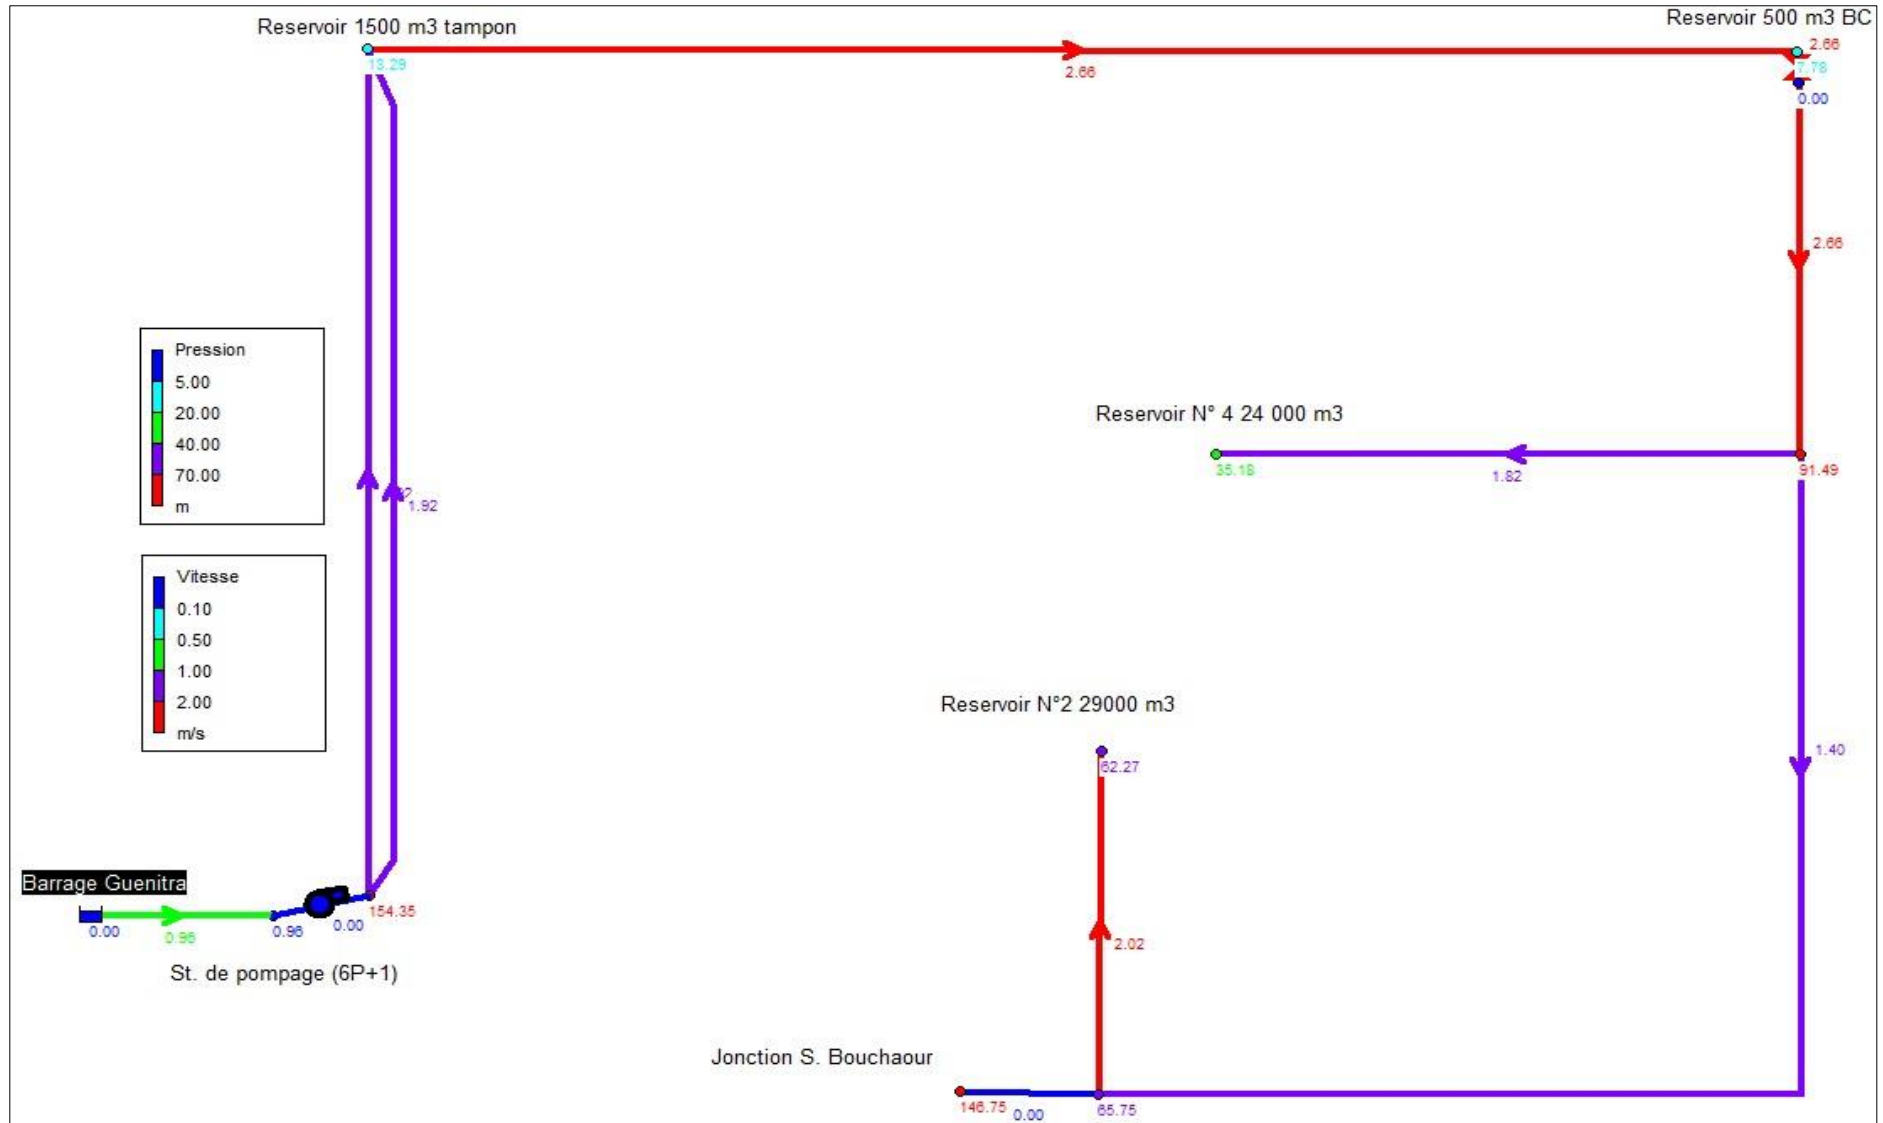 Reservoir 1500 m3 tampon
Reservoir 500 m3 BC
2.66
13.29
2.66
7.78
0.00
2.66
Pression
5.00
20.00
40.00
70.00
m
Reservoir N° 4 24 000 m3
35.18
1.82
91.49
1.92
Vitesse
0.10
0.50
1.00
2.00
m/s
Reservoir N°2 29000 m3
62.27
1.40
Barrage Guenitra
0.00
0.96
0.96
0.00
154.35
2.02
St. de pompage (6P+1)
Jonction S. Bouchaour
146.75
0.00
65.75